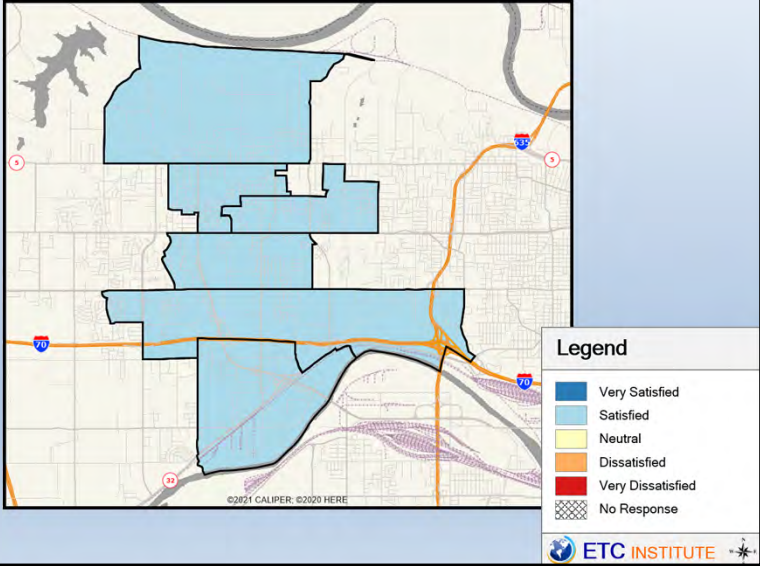 5
635
5
70
70
32
©2021 CALIPER; ©2020 HERE
Legend
Very Satisfied
Satisfied
Neutral
Dissatisfied
Very Dissatisfied
No Response
ETC INSTITUTE